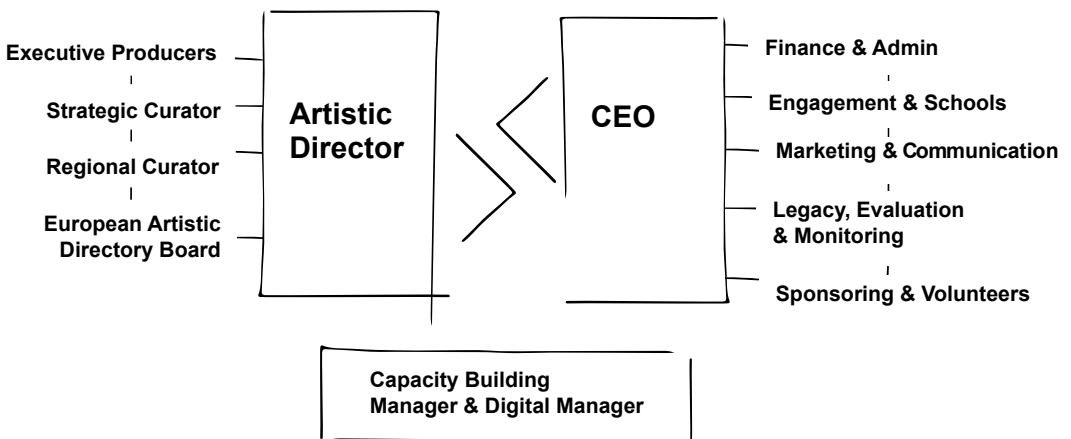 Executive Producers
Strategic Curator
Regional Curator
European Artistic
Directory Board
Artistic
Director
CEO
Finance & Admin
Engagement & Schools
Marketing & Communication
Legacy, Evaluation
& Monitoring
Sponsoring & Volunteers
Capacity Building
Manager & Digital Manager